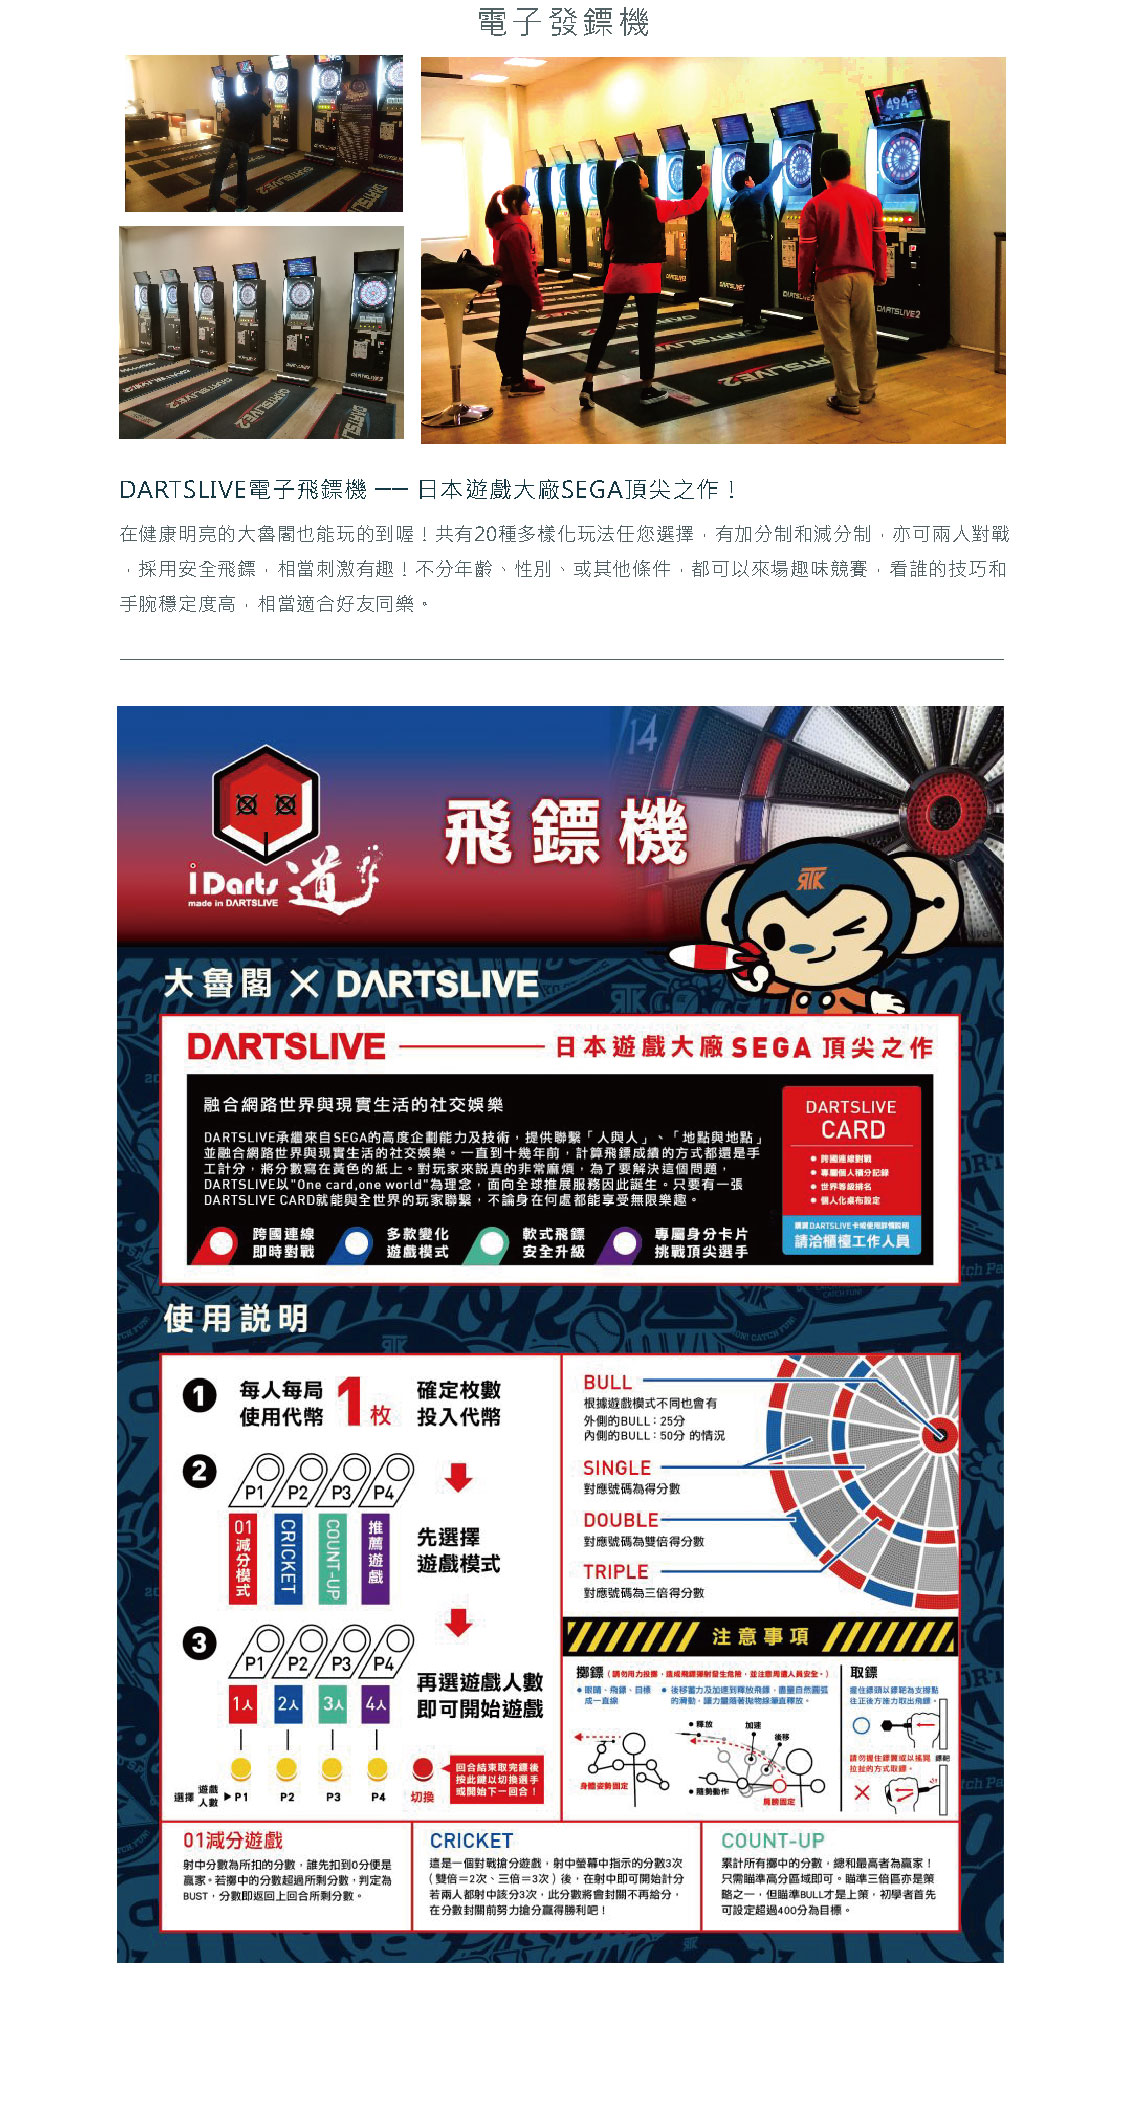 電子發鏢機
494
DARTSLIVE2
DARTSLIVE2
DARTSLIVE電子飛鏢機 —— 日本遊戲大廠SEGA頂尖之作！
在健康明亮的大魯閣也能玩的到喔！共有20種多樣化玩法任您選擇，有加分制和減分制，亦可兩人對戰
，採用安全飛鏢，相當刺激有趣！不分年齡、性別、或其他條件，都可以來場趣味競賽，看誰的技巧和
手腕穩定度高，相當適合好友同樂。
14
飛鏢機
iDarts 道
made in DARTSLIVE
大魯閣 X DARTSLIVE
DARTSLIVE
日本遊戲大廠 SEGA 頂尖之作
融合網路世界與現實生活的社交娛樂
DARTSLIVE承繼來自SEGA的高度企劃能力及技術，提供聯繫「人與人」、「地點與地點」
並融合網路世界與現實生活的社交娛樂。一直到十幾年前，計算飛鏢成績的方式都還是手
工計分，將分數寫在黃色的紙上。對玩家來說真的非常麻煩，為了要解決這個問題，
DARTSLIVE以"One card,one world"為理念，面向全球推展服務因此誕生。只要有一張
DARTSLIVE CARD就能與全世界的玩家聯繫，不論身在何處都能享受無限樂趣。
跨國連線
即時對戰
多款變化
遊戲模式
軟式飛鏢
安全升級
專屬身分卡片
挑戰頂尖選手
DARTSLIVE
CARD
● 跨國連線對戰
● 專屬個人積分記錄
● 世界等級排名
● 個人化桌布設定
購買DARTSLIVE卡或使用詳情說明
請洽櫃檯工作人員
使用說明
1
每人每局
使用代幣
1枚
確定枚數
投入代幣
2
P1 P2 P3 P4
01減分模式
CRICKET
COUNT-UP
推薦遊戲
先選擇
遊戲模式
3
P1 P2 P3 P4
1人 2人 3人 4人
再選遊戲人數
即可開始遊戲
選擇 遊戲人數 ▶P1 P2 P3 P4 切換
回合結束取完鏢後
按此鍵以切換選手
或開始下一回合！
BULL
根據遊戲模式不同也會有
外側的BULL：25分
內側的BULL：50分 的情況
SINGLE
對應號碼為得分數
DOUBLE
對應號碼為雙倍得分數
TRIPLE
對應號碼為三倍得分數
注意事項
擲鏢（請勿用力投擲，造成飛鏢彈射發生危險，並注意周遭人員安全。）
● 眼睛、飛鏢、目標
成一直線
● 後移蓄力及加速到釋放飛鏢，盡量自然圓弧
的滑動，讓力量隨著拋物線彈直釋放。
身體姿勢固定
● 釋放
加速
後移
● 隨勢動作
肩膀固定
取鏢
握住鏢頭以鏢靶為支撐點
往正後方施力取出飛鏢。
請勿握住鏢翼或以搖晃
拉扯的方式取鏢。
鏢靶
01減分遊戲
射中分數為所扣的分數，誰先扣到0分便是
贏家。若擲中的分數超過所剩分數，判定為
BUST，分數即返回上回合所剩分數。
CRICKET
這是一個對戰搶分遊戲，射中螢幕中指示的分數3次
（雙倍＝2次、三倍＝3次）後，在射中即可開始計分
若兩人都射中該分3次，此分數將會封關不再給分，
在分數封關前努力搶分贏得勝利吧！
COUNT-UP
累計所有擲中的分數，總和最高者為贏家！
只需瞄準高分區域即可。瞄準三倍區亦是策
略之一，但瞄準BULL才是上策，初學者首先
可設定超過400分為目標。